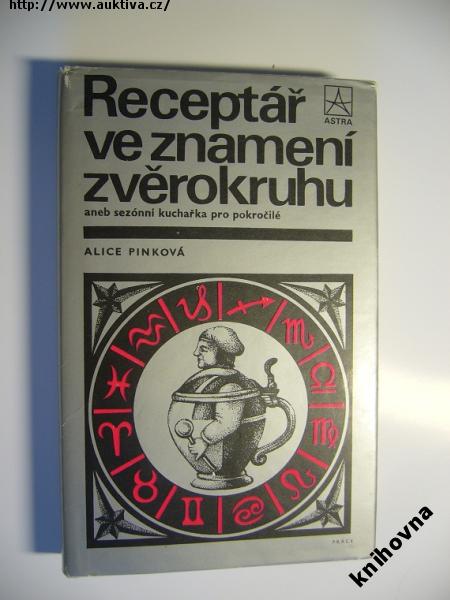 http://www.auktiva.cz/
Receptář
ve znamení
zvěrokruhu
aneb sezónní kuchařka pro pokročilé
ASTRA
ALICE PINKOVÁ
PRÁCE
knihovna